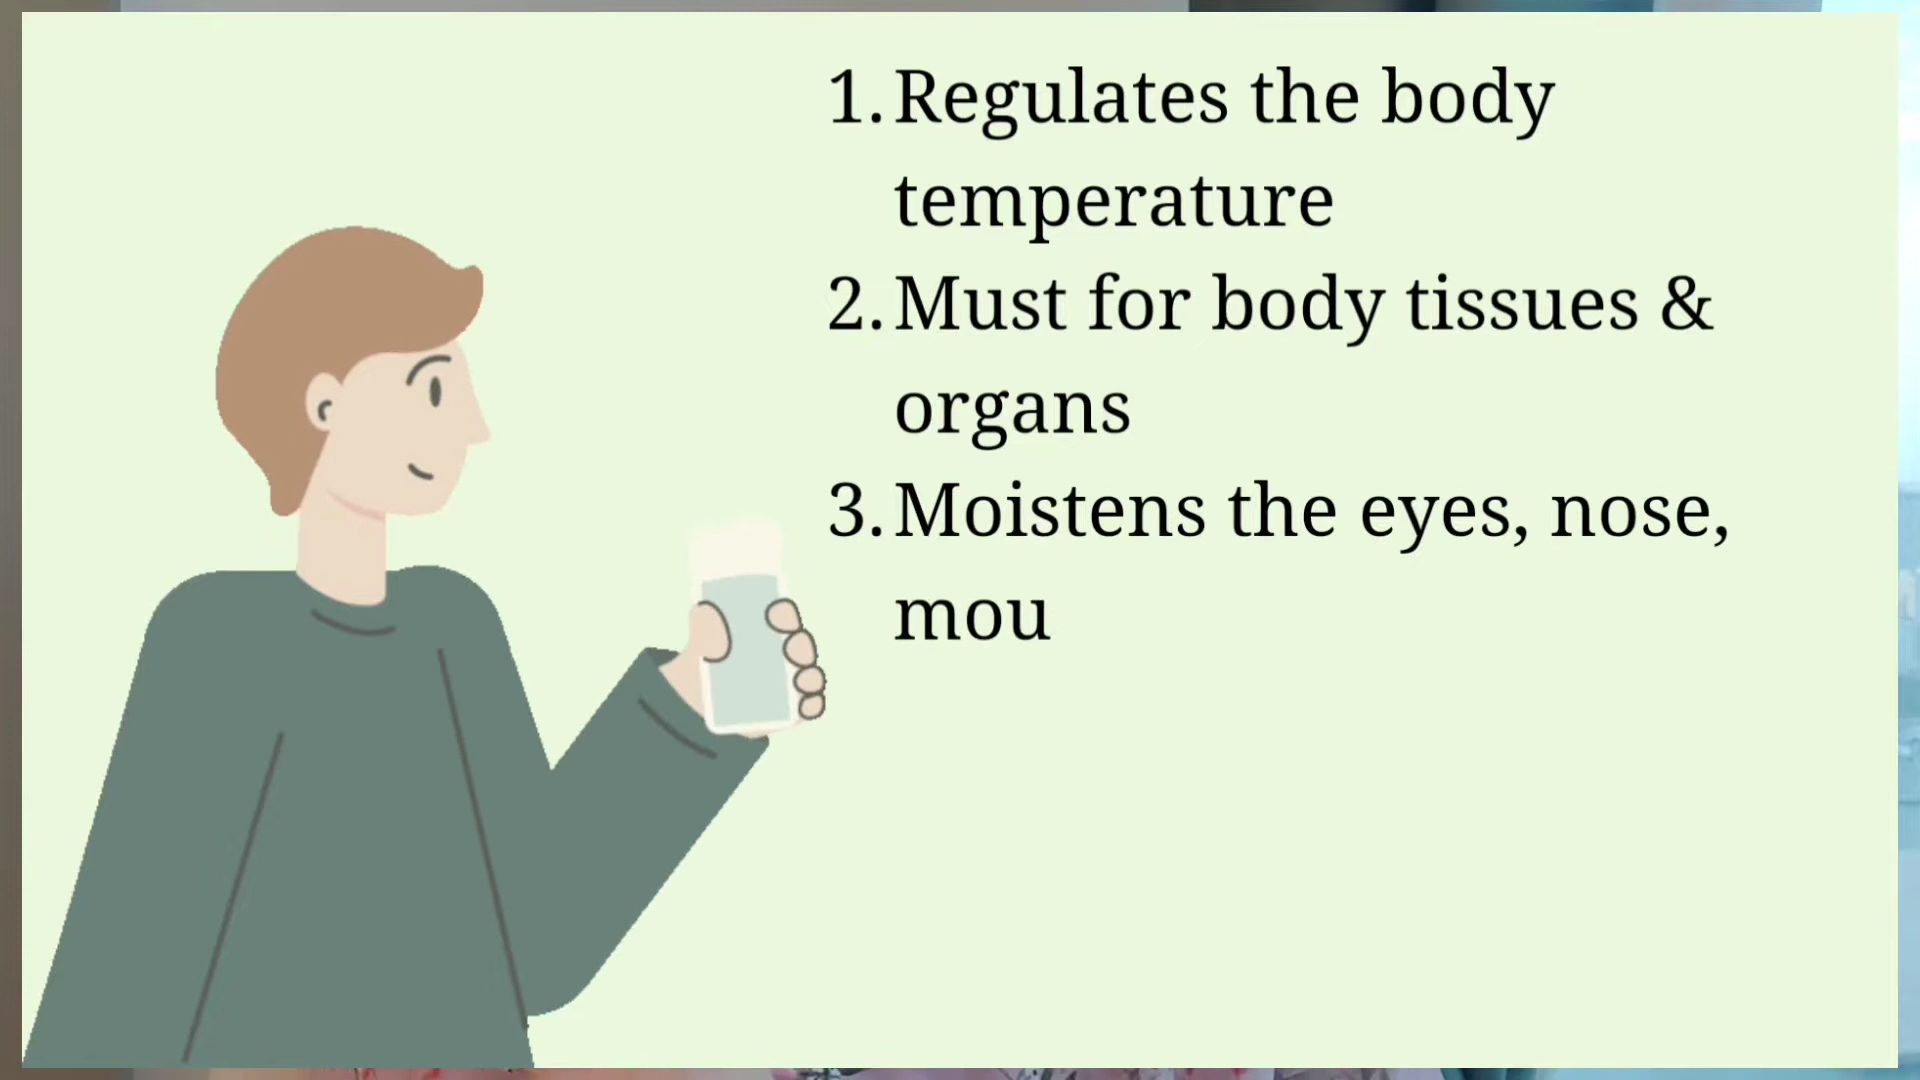 1. Regulates the body
temperature
2. Must for body tissues &
organs
3. Moistens the eyes, nose,
mou